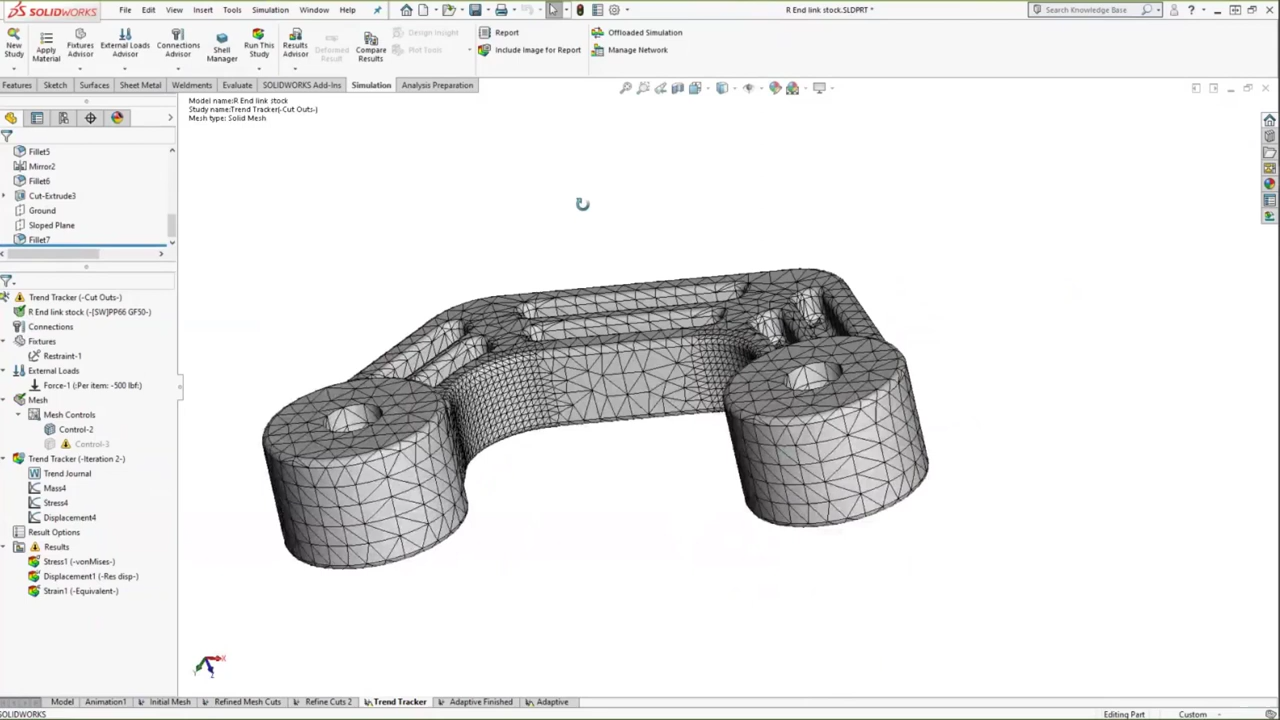 SOLIDWORKS File Edit View Insert Tools Simulation Window Help R End link stock.SLDPRT * Search Knowledge Base
New Study
Apply Material
Fixtures Advisor
External Loads Advisor
Connections Advisor
Shell Manager
Run This Study
Results Advisor
Deformed Result
Compare Results
Design Insight
Plot Tools
Report
Include Image for Report
Offloaded Simulation
Manage Network
Features Sketch Surfaces Sheet Metal Weldments Evaluate SOLIDWORKS Add-Ins Simulation Analysis Preparation
Model name:R End link stock
Study name:Trend Tracker(-Cut Outs-)
Mesh type: Solid Mesh
Fillet5
Mirror2
Fillet6
Cut-Extrude3
Ground
Sloped Plane
Fillet7
Trend Tracker (-Cut Outs-)
R End link stock (-[SW]PP66 GF50-)
Connections
Fixtures
Restraint-1
External Loads
Force-1 (:Per item: -500 lbf:)
Mesh
Mesh Controls
Control-2
Control-3
Trend Tracker (-Iteration 2-)
Trend Journal
Mass4
Stress4
Displacement4
Result Options
Results
Stress1 (-vonMises-)
Displacement1 (-Res disp-)
Strain1 (-Equivalent-)
Model Animation1 Initial Mesh Refined Mesh Cuts Refine Cuts 2 Trend Tracker Adaptive Finished Adaptive
SOLIDWORKS Editing Part Custom